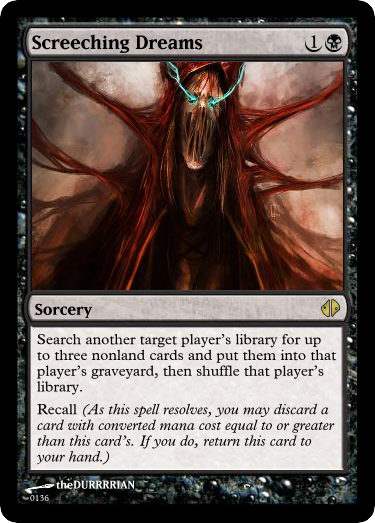 Screeching Dreams 1
Sorcery
Search another target player's library for up
to three nonland cards and put them into that
player's graveyard, then shuffle that player's
library.
Recall (As this spell resolves, you may discard a
card with converted mana cost equal to or greater
than this card's. If you do, return this card to
your hand.)
theDURRRRIAN
0136